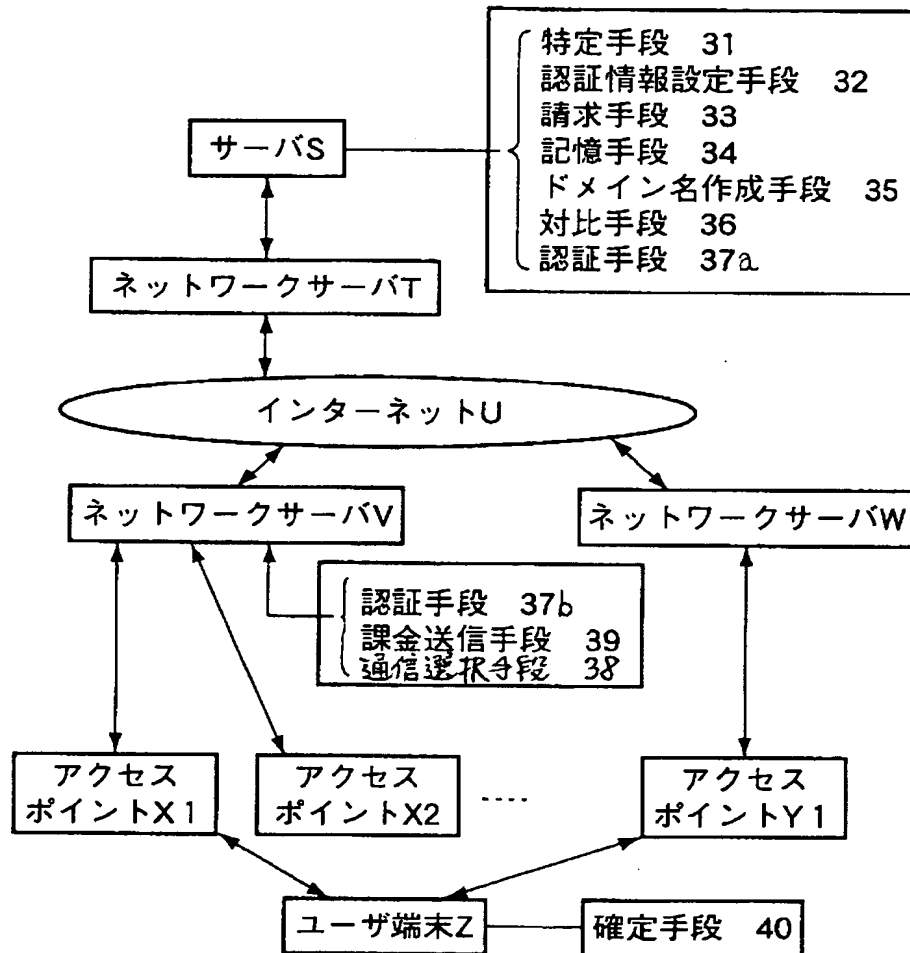 特定手段 31
認証情報設定手段 32
請求手段 33
記憶手段 34
ドメイン名作成手段 35
対比手段 36
認証手段 37a
サーバS
ネットワークサーバT
インターネットU
ネットワークサーバV
ネットワークサーバW
認証手段 37b
課金送信手段 39
通信選択手段 38
アクセス
ポイントX1
アクセス
ポイントX2
.....
アクセス
ポイントY1
ユーザ端末Z
確定手段 40